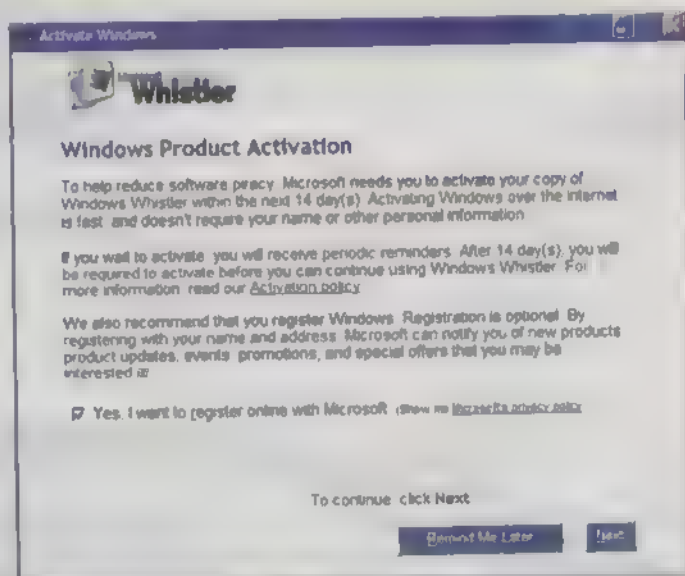 Activate Windows
Microsoft
Whistler
Windows Product Activation
To help reduce software piracy, Microsoft needs you to activate your copy of
Windows Whistler within the next 14 day(s). Activating Windows over the Internet
is fast and doesn't require your name or other personal information.
If you wait to activate, you will receive periodic reminders. After 14 day(s), you will
be required to activate before you can continue using Windows Whistler. For
more information, read our Activation policy
We also recommend that you register Windows. Registration is optional. By
registering with your name and address, Microsoft can notify you of new products,
product updates, events, promotions, and special offers that you may be
interested in.
Yes, I want to register online with Microsoft. (Show me Microsoft's privacy policy
To continue, click Next
Remind Me Later
Next